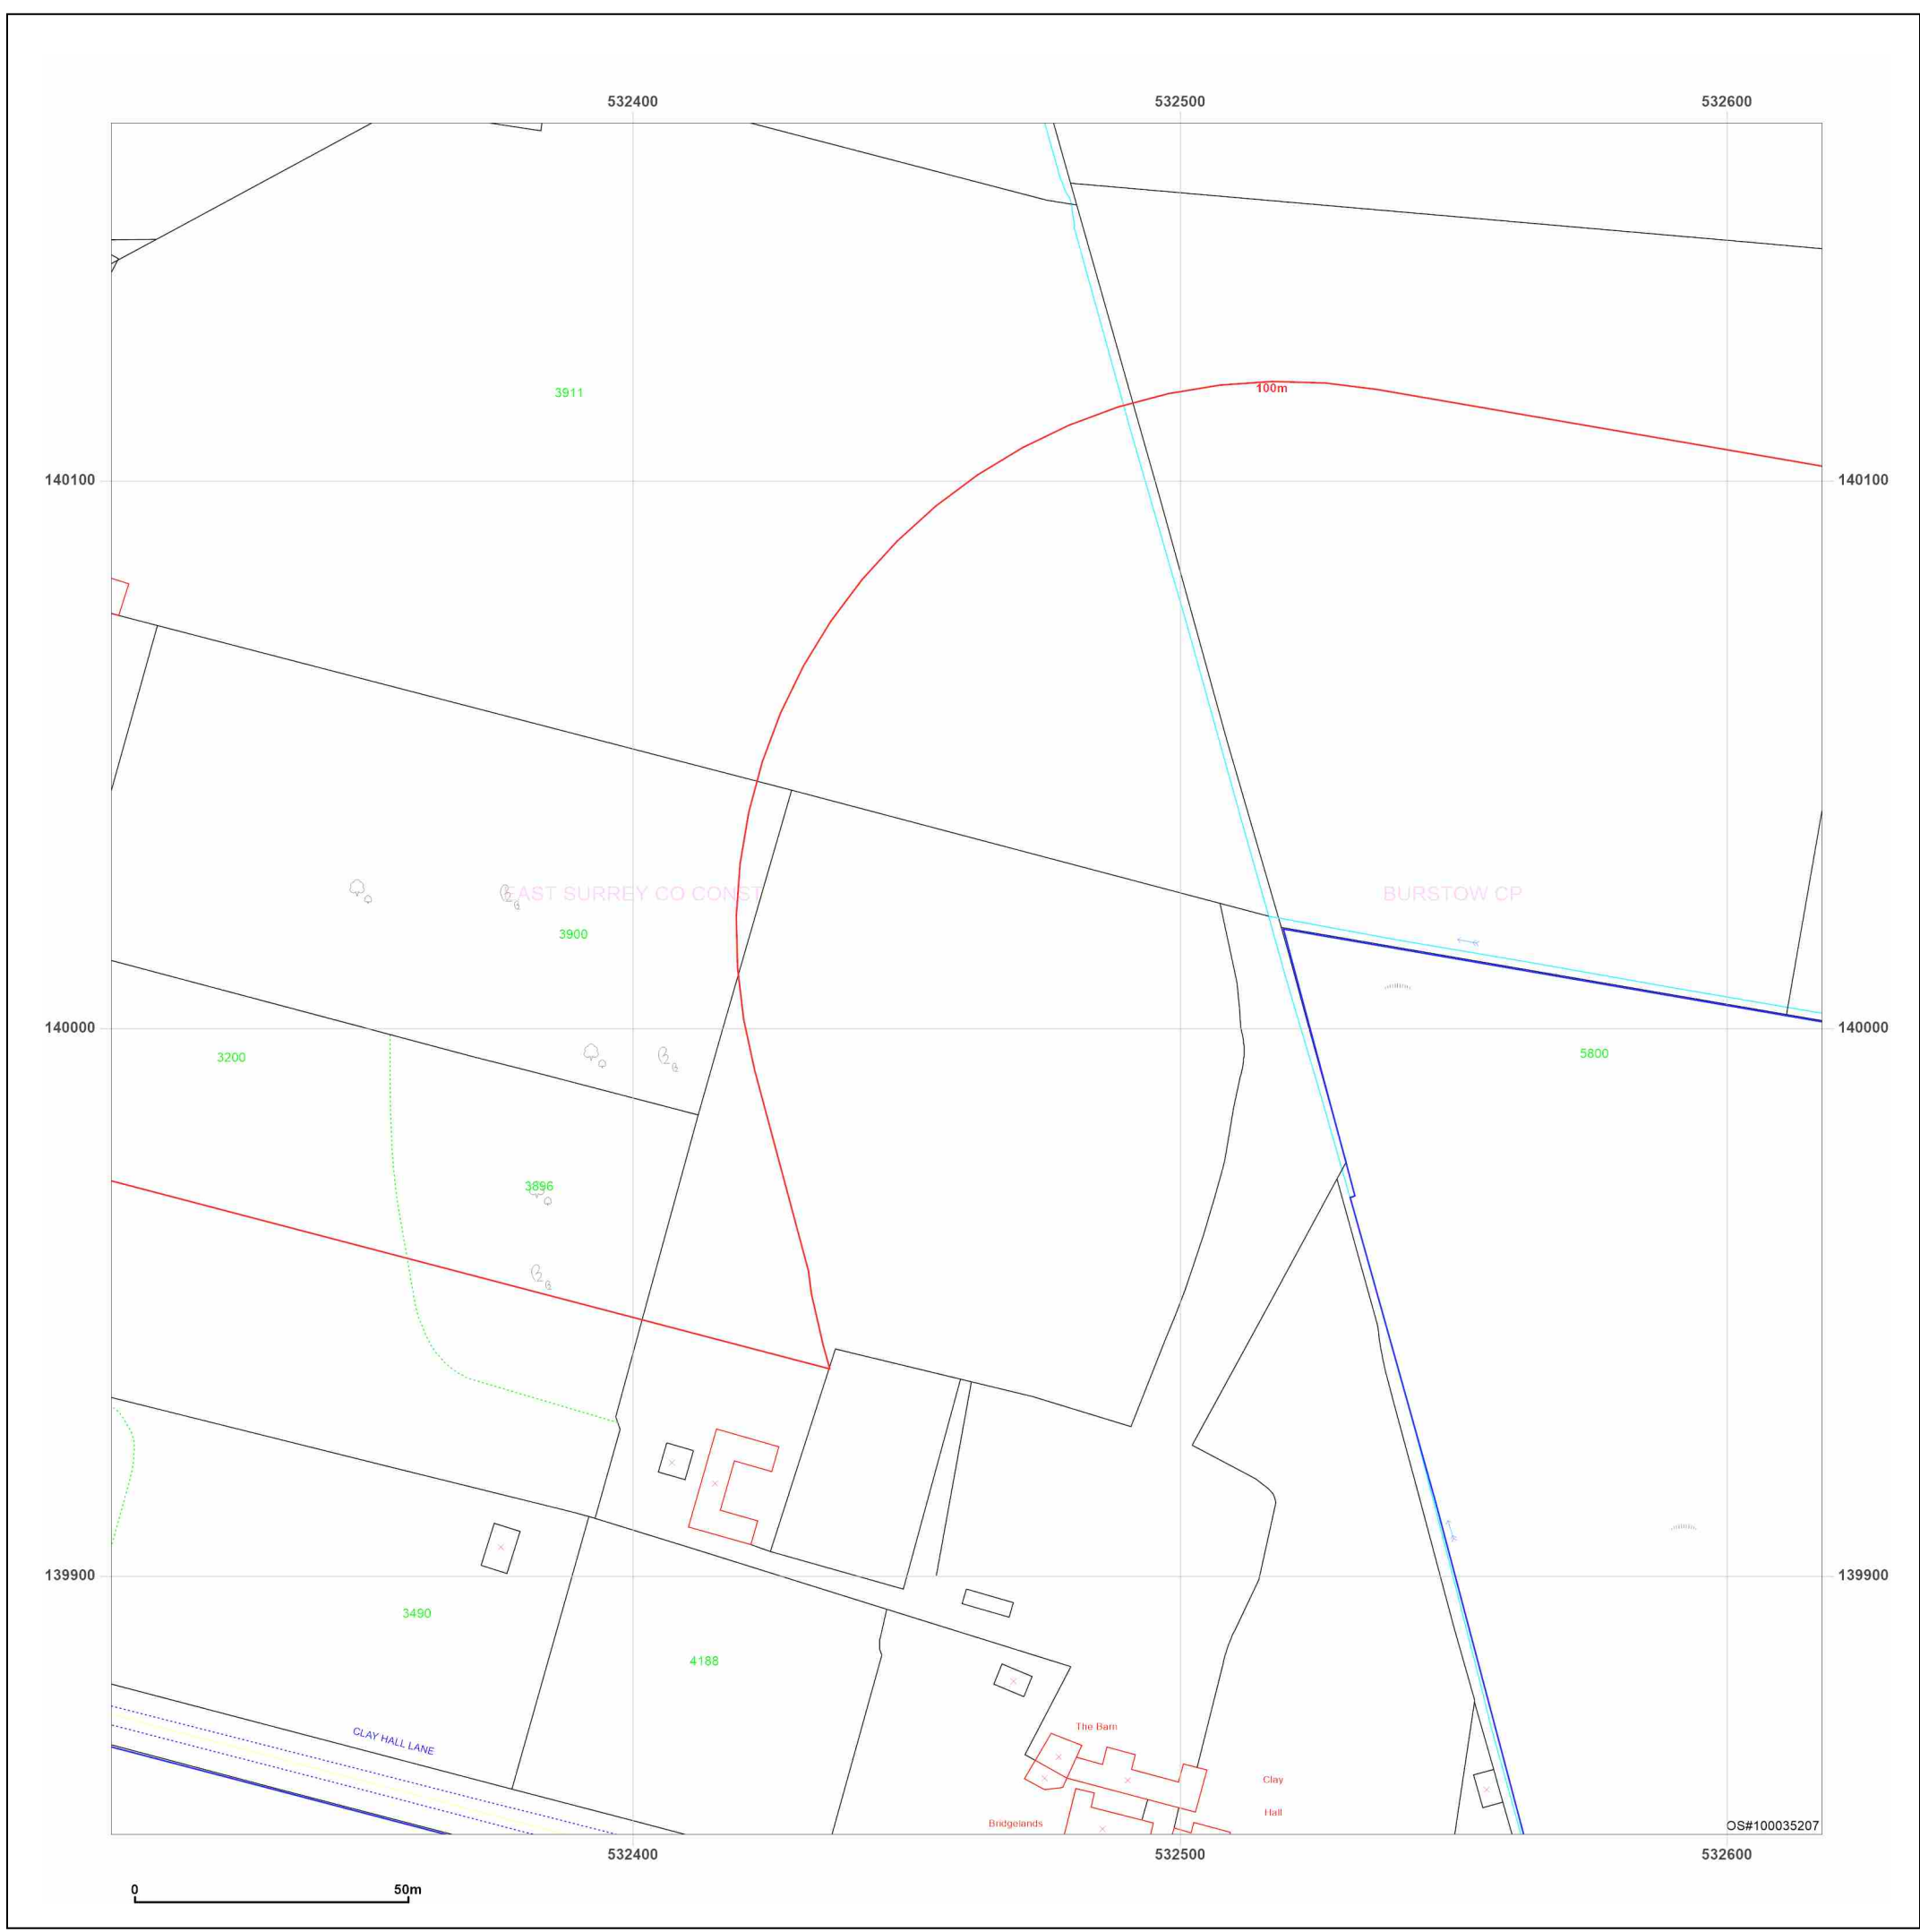 532400 532500 532600
3911
100m
140100 140100
EAST SURREY CO CONST BURSTOW CP
3900
140000 140000
3200 5800
3896
139900 139900
3490
4188
CLAY HALL LANE
The Barn
Clay
Hall
Bridgelands
OS#100035207
532400 532500 532600
0 50m